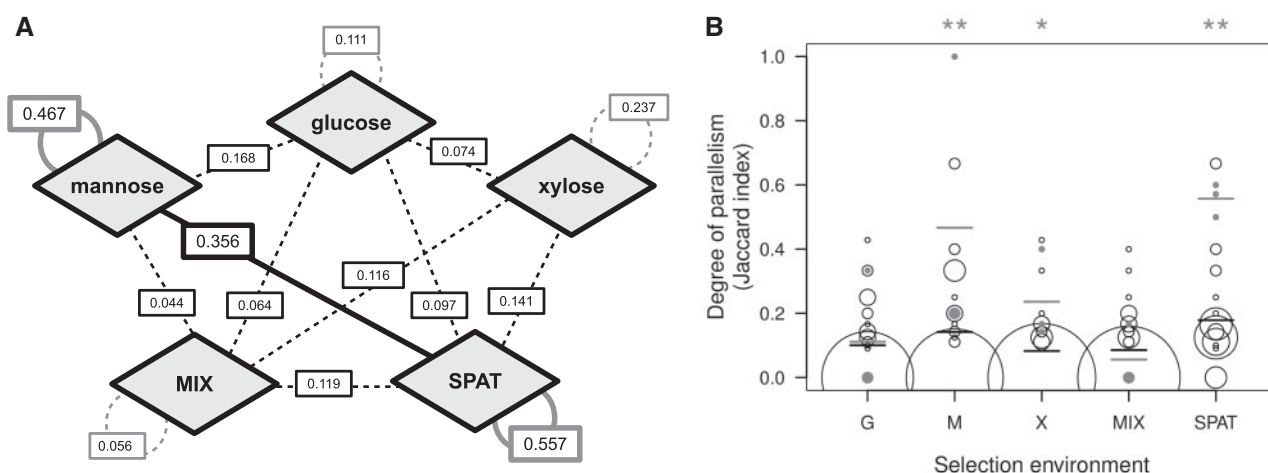 A
0.111
0.467
glucose
0.237
0.168
0.074
mannose
xylose
0.356
0.116
0.044
0.064
0.097
0.141
MIX
0.119
SPAT
0.056
0.557
B
** * **
Degree of parallelism
(Jaccard index)
1.0
0.8
0.6
0.4
0.2
0.0
G M X MIX SPAT
Selection environment